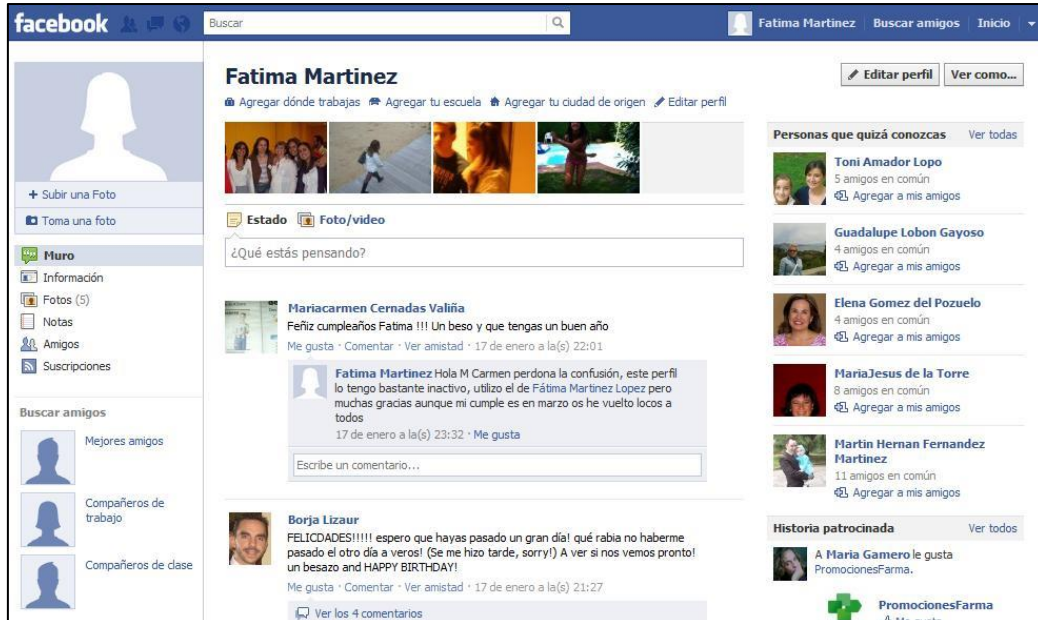 facebook
Buscar
Fatima Martinez
Buscar amigos
Inicio
+ Subir una Foto
Toma una foto
Muro
Información
Fotos (5)
Notas
Amigos
Suscripciones
Buscar amigos
Mejores amigos
Compañeros de
trabajo
Compañeros de clase
Fatima Martinez
Editar perfil
Ver como...
Agregar dónde trabajas Agregar tu escuela Agregar tu ciudad de origen Editar perfil
Estado Foto/video
¿Qué estás pensando?
Mariacarmen Cernadas Valiña
Feñiz cumpleaños Fatima !!! Un beso y que tengas un buen año
Me gusta · Comentar · Ver amistad · 17 de enero a la(s) 22:01
Fatima Martinez Hola M Carmen perdona la confusión, este perfil
lo tengo bastante inactivo, utilizo el de Fátima Martinez Lopez pero
muchas gracias aunque mi cumple es en marzo os he vuelto locos a
todos
17 de enero a la(s) 23:32 · Me gusta
Escribe un comentario...
Borja Lizaur
FELICDADES!!!!! espero que hayas pasado un gran día! qué rabia no haberme
pasado el otro día a veros! (Se me hizo tarde, sorry!) A ver si nos vemos pronto!
un besazo and HAPPY BIRTHDAY!
Me gusta · Comentar · Ver amistad · 17 de enero a la(s) 21:27
Ver los 4 comentarios
Personas que quizá conozcas Ver todas
Toni Amador Lopo
5 amigos en común
Agregar a mis amigos
Guadalupe Lobon Gayoso
4 amigos en común
Agregar a mis amigos
Elena Gomez del Pozuelo
4 amigos en común
Agregar a mis amigos
MariaJesus de la Torre
8 amigos en común
Agregar a mis amigos
Martin Hernan Fernandez
Martinez
11 amigos en común
Agregar a mis amigos
Historia patrocinada Ver todos
A Maria Gamero le gusta
PromocionesFarma.
PromocionesFarma